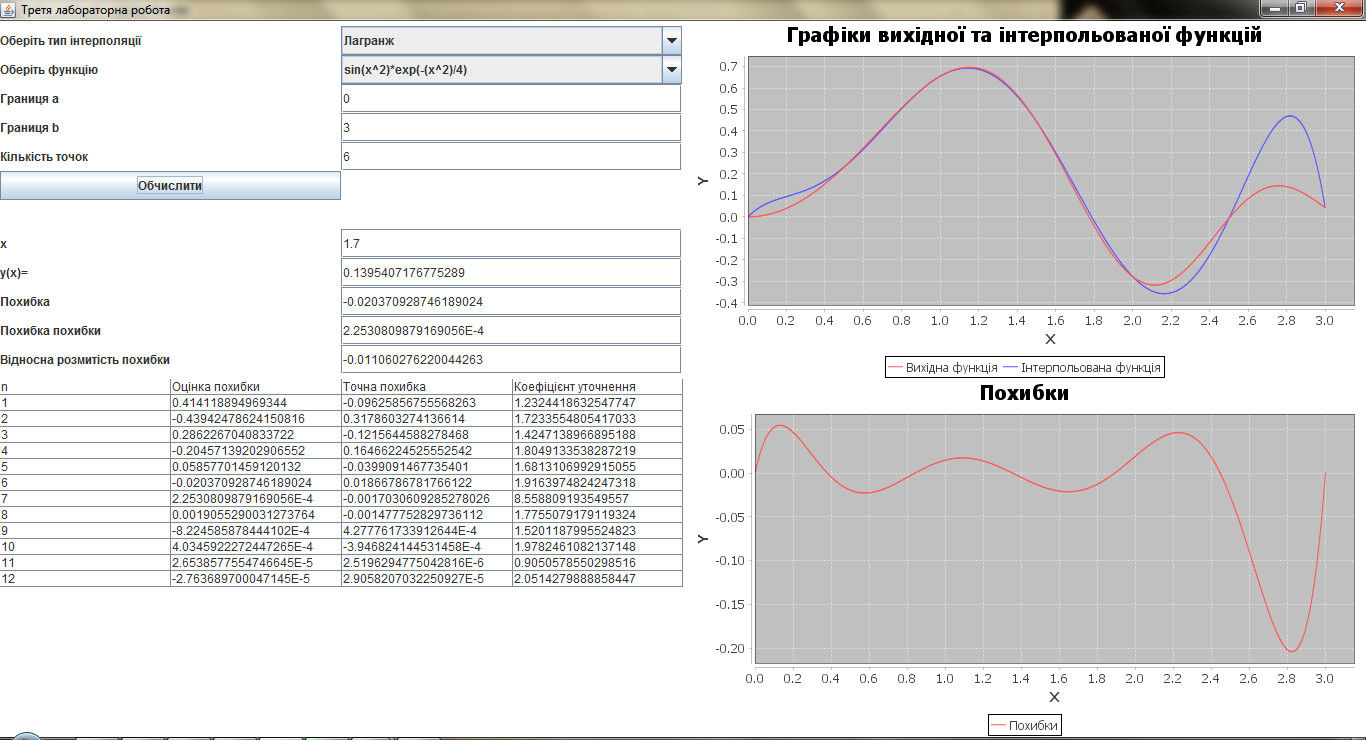 Третя лабораторна робота
Оберіть тип інтерполяції Лагранж
Оберіть функцію sin(x^2)*exp(-(x^2)/4)
Границя a 0
Границя b 3
Кількість точок 6
Обчислити
x 1.7
y(x)= 0.1395407176775289
Похибка -0.020370928746189024
Похибка похибки 2.2530809879169056E-4
Відносна розмитість похибки -0.011060276220044263
n Оцінка похибки Точна похибка Коефіцієнт уточнення
1 0.414118894969344 -0.09625856755568263 1.2324418632547747
2 -0.43942478624150816 0.3178603274136614 1.7233554805417033
3 0.2862267040833722 -0.1215644588278468 1.4247138966895188
4 -0.20457139202906552 0.16466224525552542 1.8049133538287219
5 0.05857701459120132 -0.0399091467735401 1.6813106992915055
6 -0.020370928746189024 0.01866786781766122 1.9163974824247318
7 2.2530809879169056E-4 -0.0017030609285278026 8.558809193549557
8 0.0019055290031273764 -0.001477752829736112 1.7755079179119324
9 -8.224585878444102E-4 4.277761733912644E-4 1.5201187995524823
10 4.0345922272447265E-4 -3.946824144531458E-4 1.9782461082137148
11 2.6538577554746645E-5 2.5196294775042816E-6 0.9050578550298516
12 -2.763689700047145E-5 2.9058207032250927E-5 2.0514279888858447
Графіки вихідної та інтерпольованої функцій
0.7
0.6
0.5
0.4
0.3
0.2
0.1
0.0
-0.1
-0.2
-0.3
-0.4
Y
0.0 0.2 0.4 0.6 0.8 1.0 1.2 1.4 1.6 1.8 2.0 2.2 2.4 2.6 2.8 3.0
X
Вихідна функція Інтерпольована функція
Похибки
0.05
0.00
-0.05
-0.10
-0.15
-0.20
Y
0.0 0.2 0.4 0.6 0.8 1.0 1.2 1.4 1.6 1.8 2.0 2.2 2.4 2.6 2.8 3.0
X
Похибки